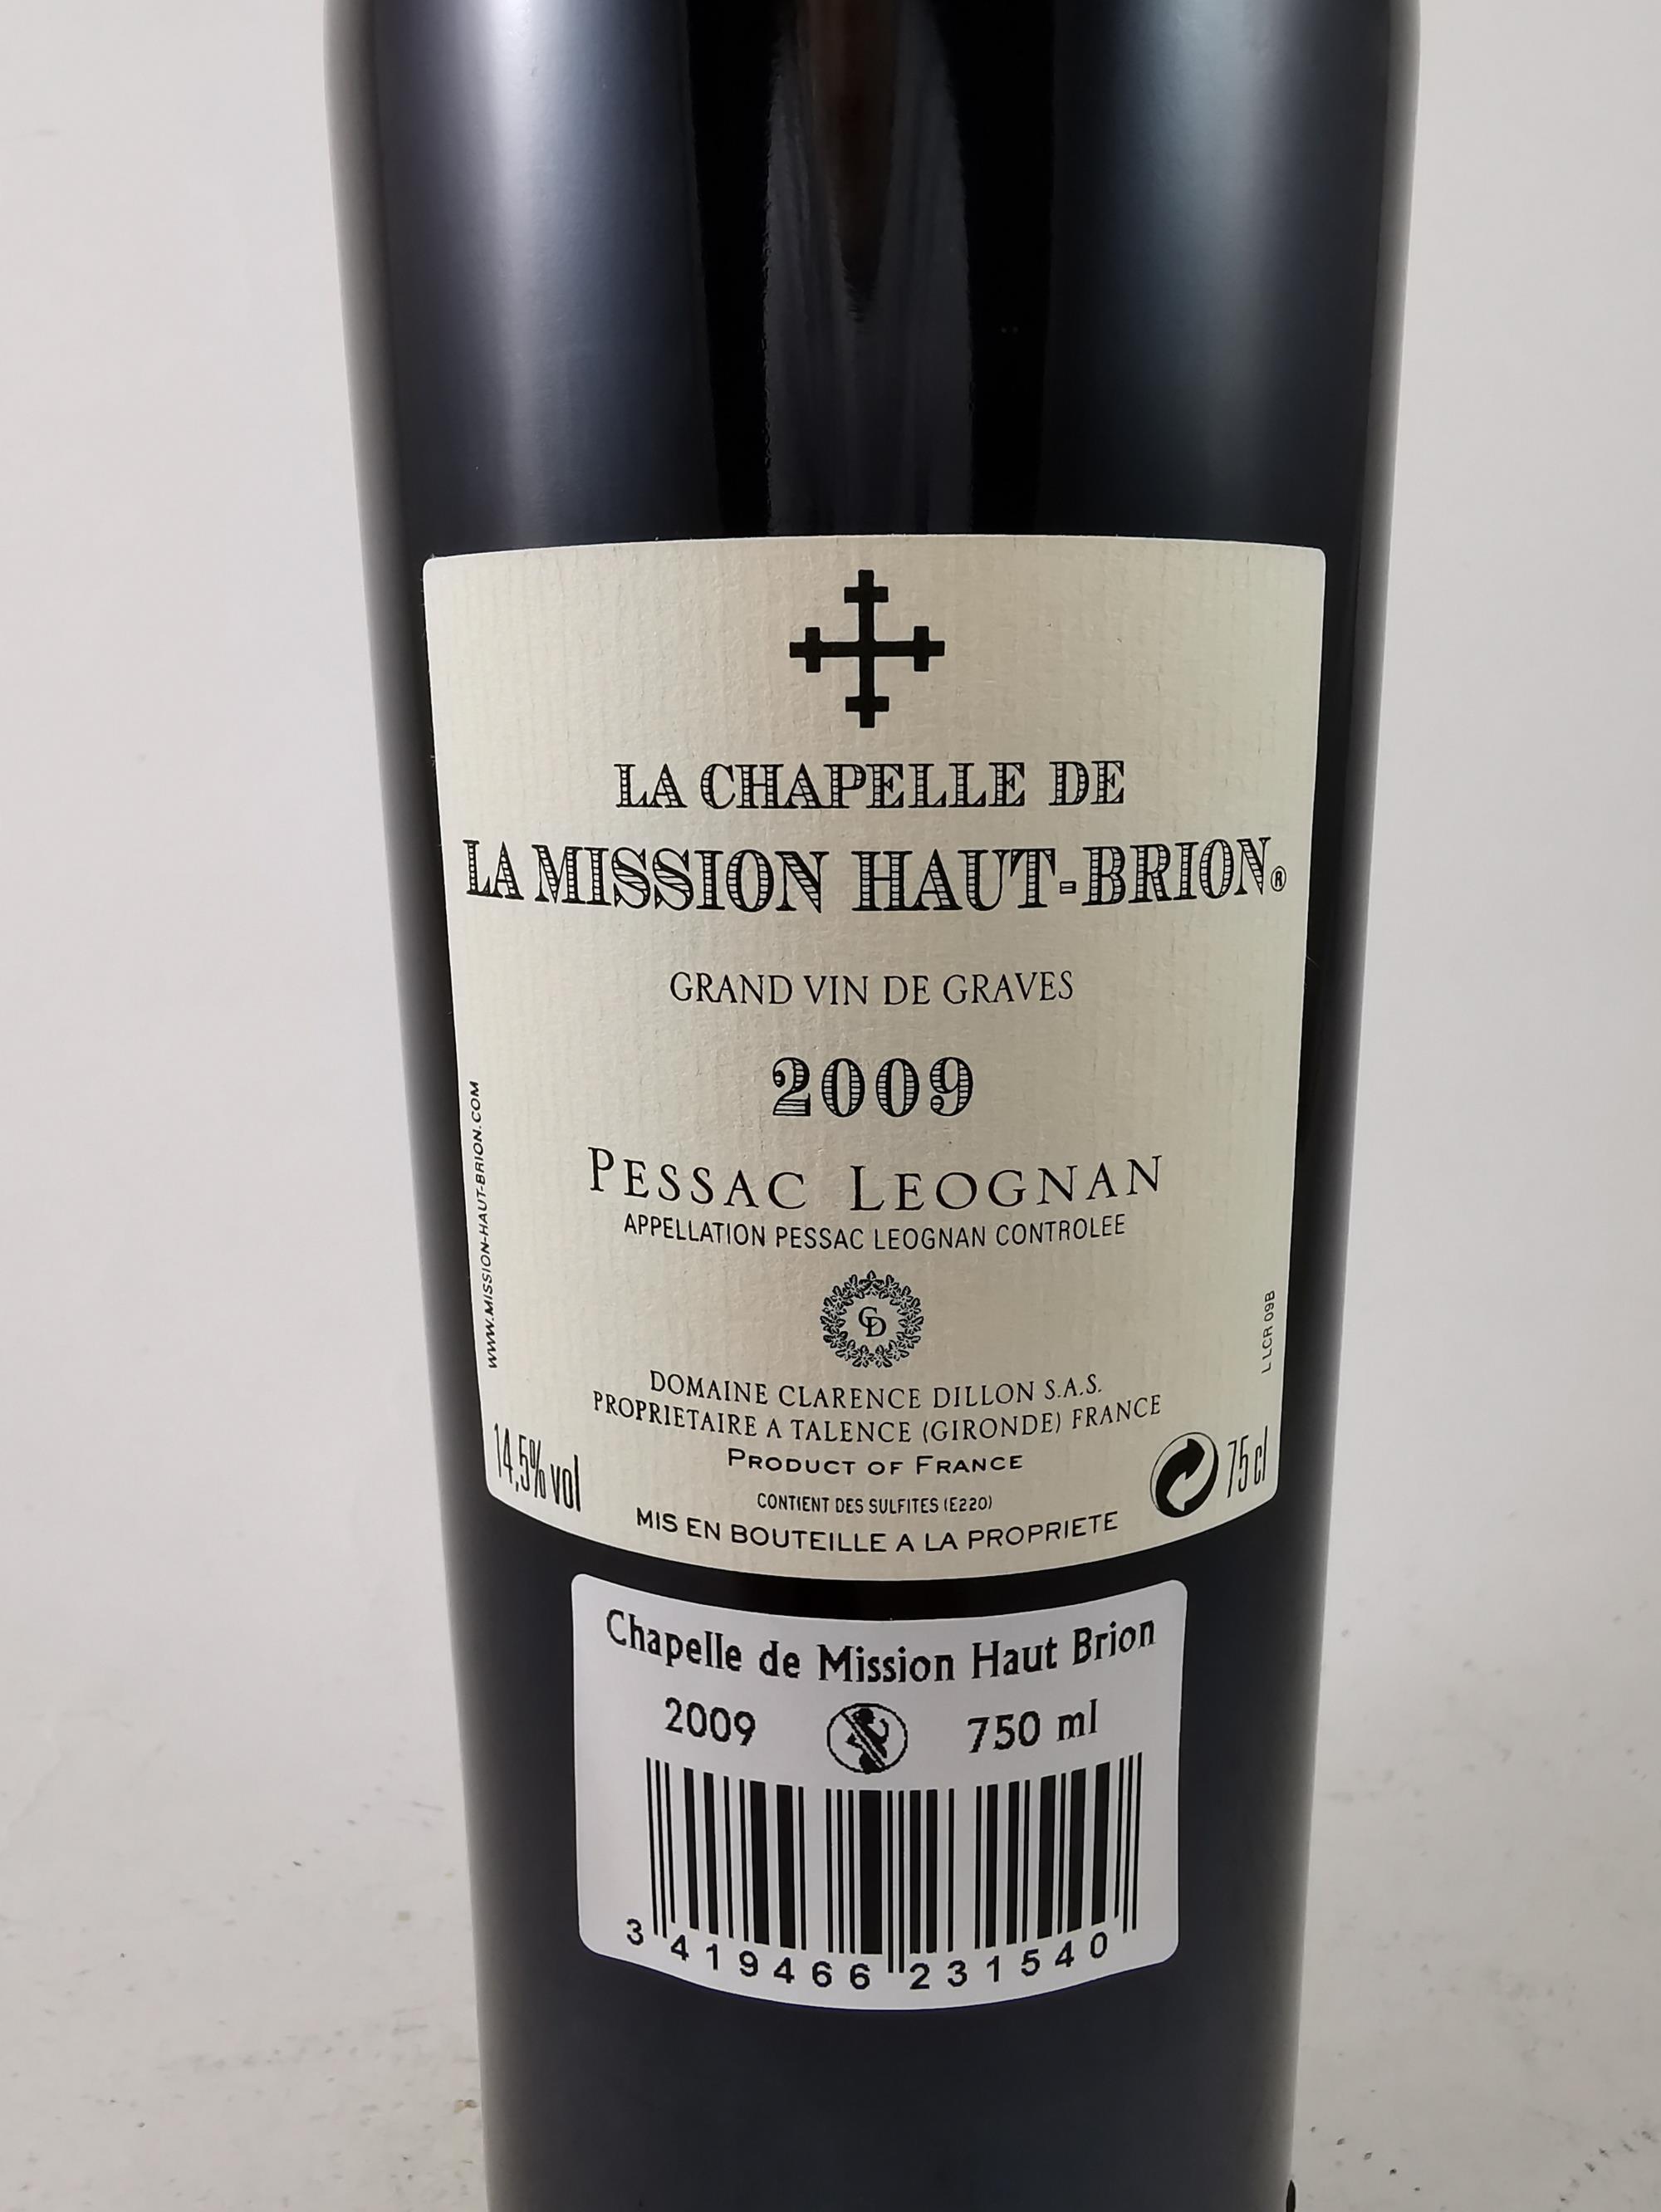 LA CHAPELLE DE
LA MISSION HAUT-BRION®
GRAND VIN DE GRAVES
2009
PESSAC LEOGNAN
APPELLATION PESSAC LEOGNAN CONTROLEE
CD
DOMAINE CLARENCE DILLON S.A.S.
PROPRIETAIRE A TALENCE (GIRONDE) FRANCE
PRODUCT OF FRANCE
CONTIENT DES SULFITES (E220)
MIS EN BOUTEILLE A LA PROPRIETE
WWW.MISSION-HAUT-BRION.COM
L LCR 09B
14,5% vol
75 cl
Chapelle de Mission Haut Brion
2009 750 ml
3 419466 231540